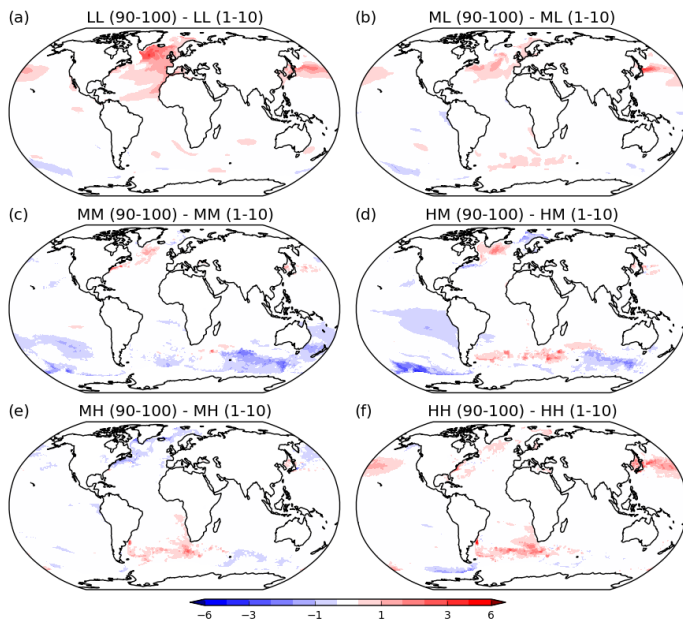 (a) LL (90-100) - LL (1-10)
(b) ML (90-100) - ML (1-10)
(c) MM (90-100) - MM (1-10)
(d) HM (90-100) - HM (1-10)
(e) MH (90-100) - MH (1-10)
(f) HH (90-100) - HH (1-10)
−6 −3 −1 1 3 6